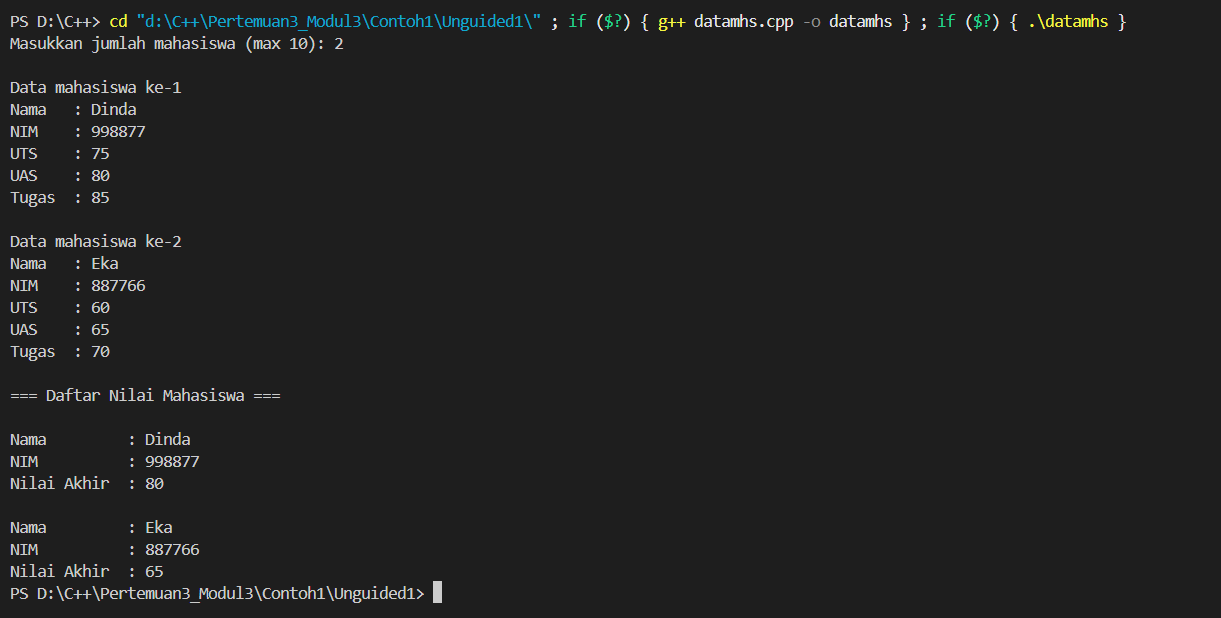 PS D:\C++> cd "d:\C++\Pertemuan3_Modul3\Contoh1\Unguided1\" ; if ($?) { g++ datamhs.cpp -o datamhs } ; if ($?) { .\datamhs }
Masukkan jumlah mahasiswa (max 10): 2

Data mahasiswa ke-1
Nama   : Dinda
NIM    : 998877
UTS    : 75
UAS    : 80
Tugas  : 85

Data mahasiswa ke-2
Nama   : Eka
NIM    : 887766
UTS    : 60
UAS    : 65
Tugas  : 70

=== Daftar Nilai Mahasiswa ===

Nama         : Dinda
NIM          : 998877
Nilai Akhir  : 80

Nama         : Eka
NIM          : 887766
Nilai Akhir  : 65
PS D:\C++\Pertemuan3_Modul3\Contoh1\Unguided1>